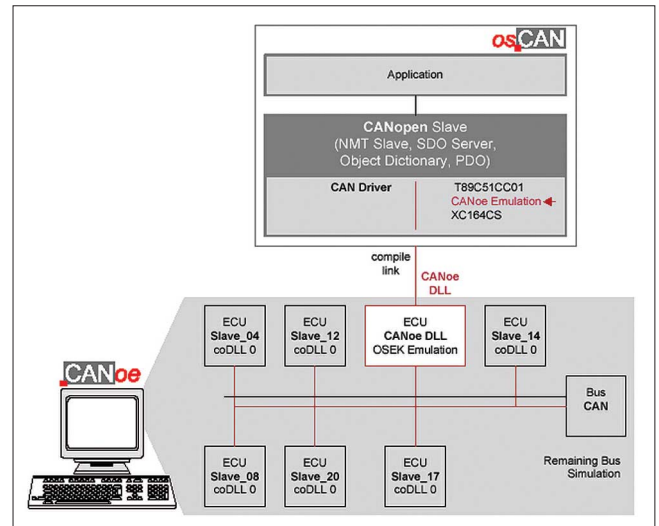 osCAN
Application
CANopen Slave
(NMT Slave, SDO Server,
Object Dictionary, PDO)
CAN Driver
T89C51CC01
CANoe Emulation
XC164CS
compile
link
CANoe
DLL
ECU
Slave_04
coDLL 0
ECU
Slave_12
coDLL 0
ECU
CANoe DLL
OSEK Emulation
ECU
Slave_14
coDLL 0
CANoe
Bus
CAN
ECU
Slave_08
coDLL 0
ECU
Slave_20
coDLL 0
ECU
Slave_17
coDLL 0
Remaining Bus
Simulation